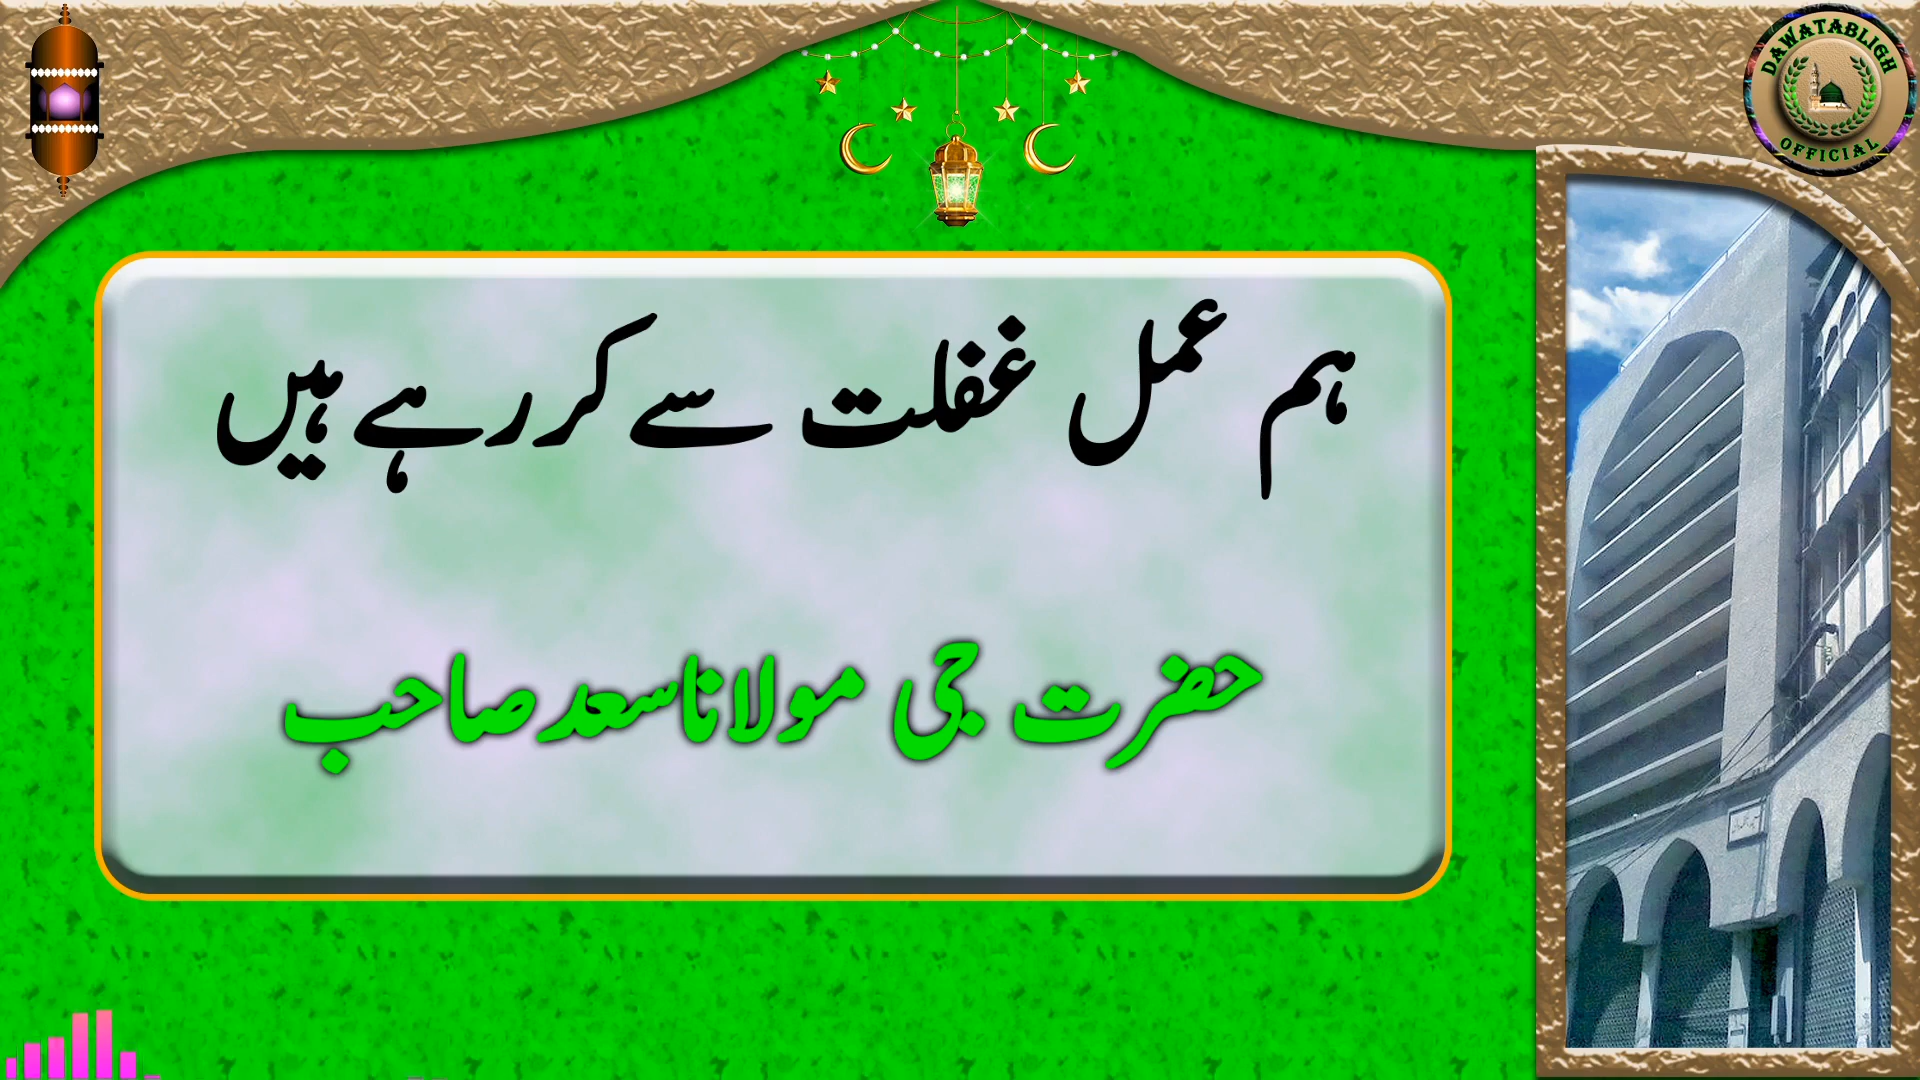 DAWATABLIGH
OFFICIAL
ہم عمل غفلت سے کر رہے ہیں
حضرت جی مولانا سعد صاحب